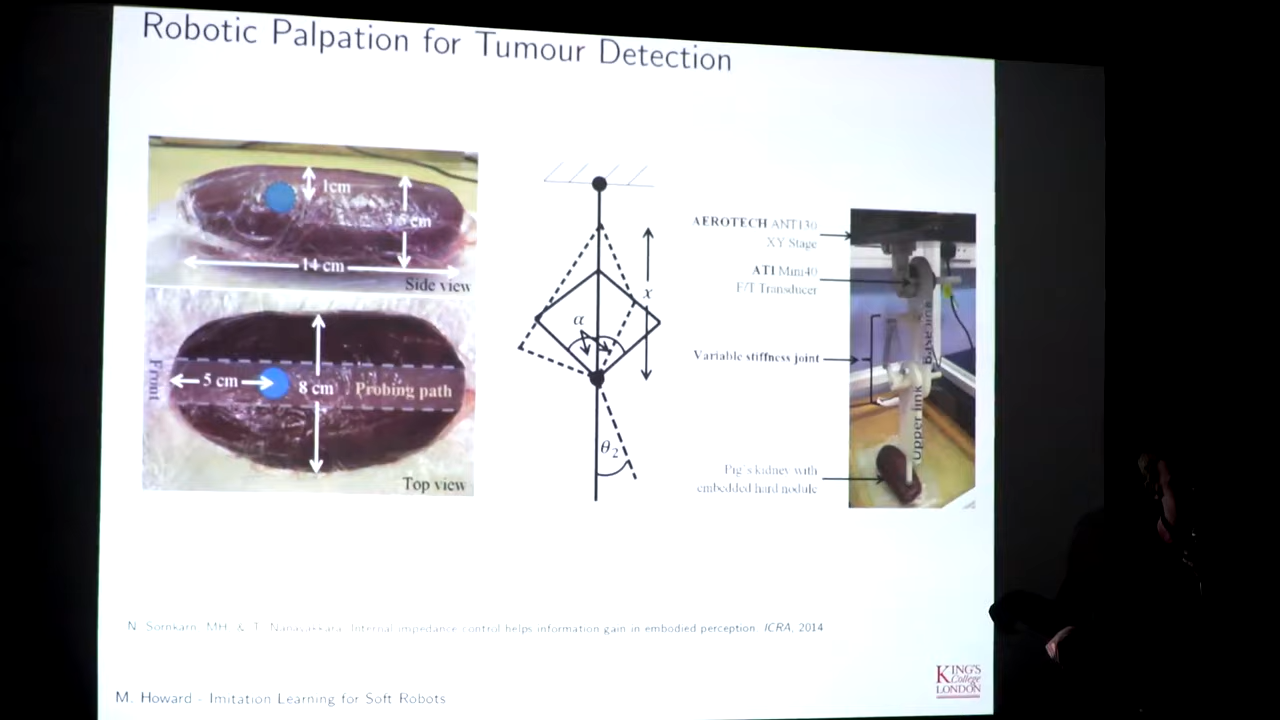 Robotic Palpation for Tumour Detection
1cm
3.5 cm
14 cm
Side view
Front
5 cm
8 cm
Probing path
Top view
α
x
θ2
AEROTECH ANT130
XY Stage
ATI Mini40
F/T Transducer
Variable stiffness joint
Pig's kidney with
embedded hard nodule
Base link
Upper link
N. Sornkarn, MH, & T. Nanayakkara. Internal impedance control helps information gain in embodied perception. ICRA, 2014
M. Howard - Imitation Learning for Soft Robots
KING'S
College
LONDON